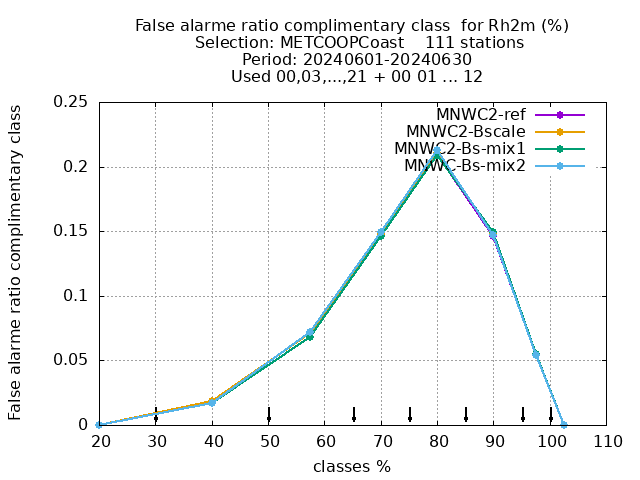 False alarme ratio complimentary class  for Rh2m (%)
Selection: METCOOPCoast    111 stations
Period: 20240601-20240630
Used 00,03,...,21 + 00 01 ... 12
False alarme ratio complimentary class
0.25
0.2
0.15
0.1
0.05
0
MNWC2-ref
MNWC2-Bscale
MNWC2-Bs-mix1
MNWC-Bs-mix2
20 30 40 50 60 70 80 90 100 110
classes %